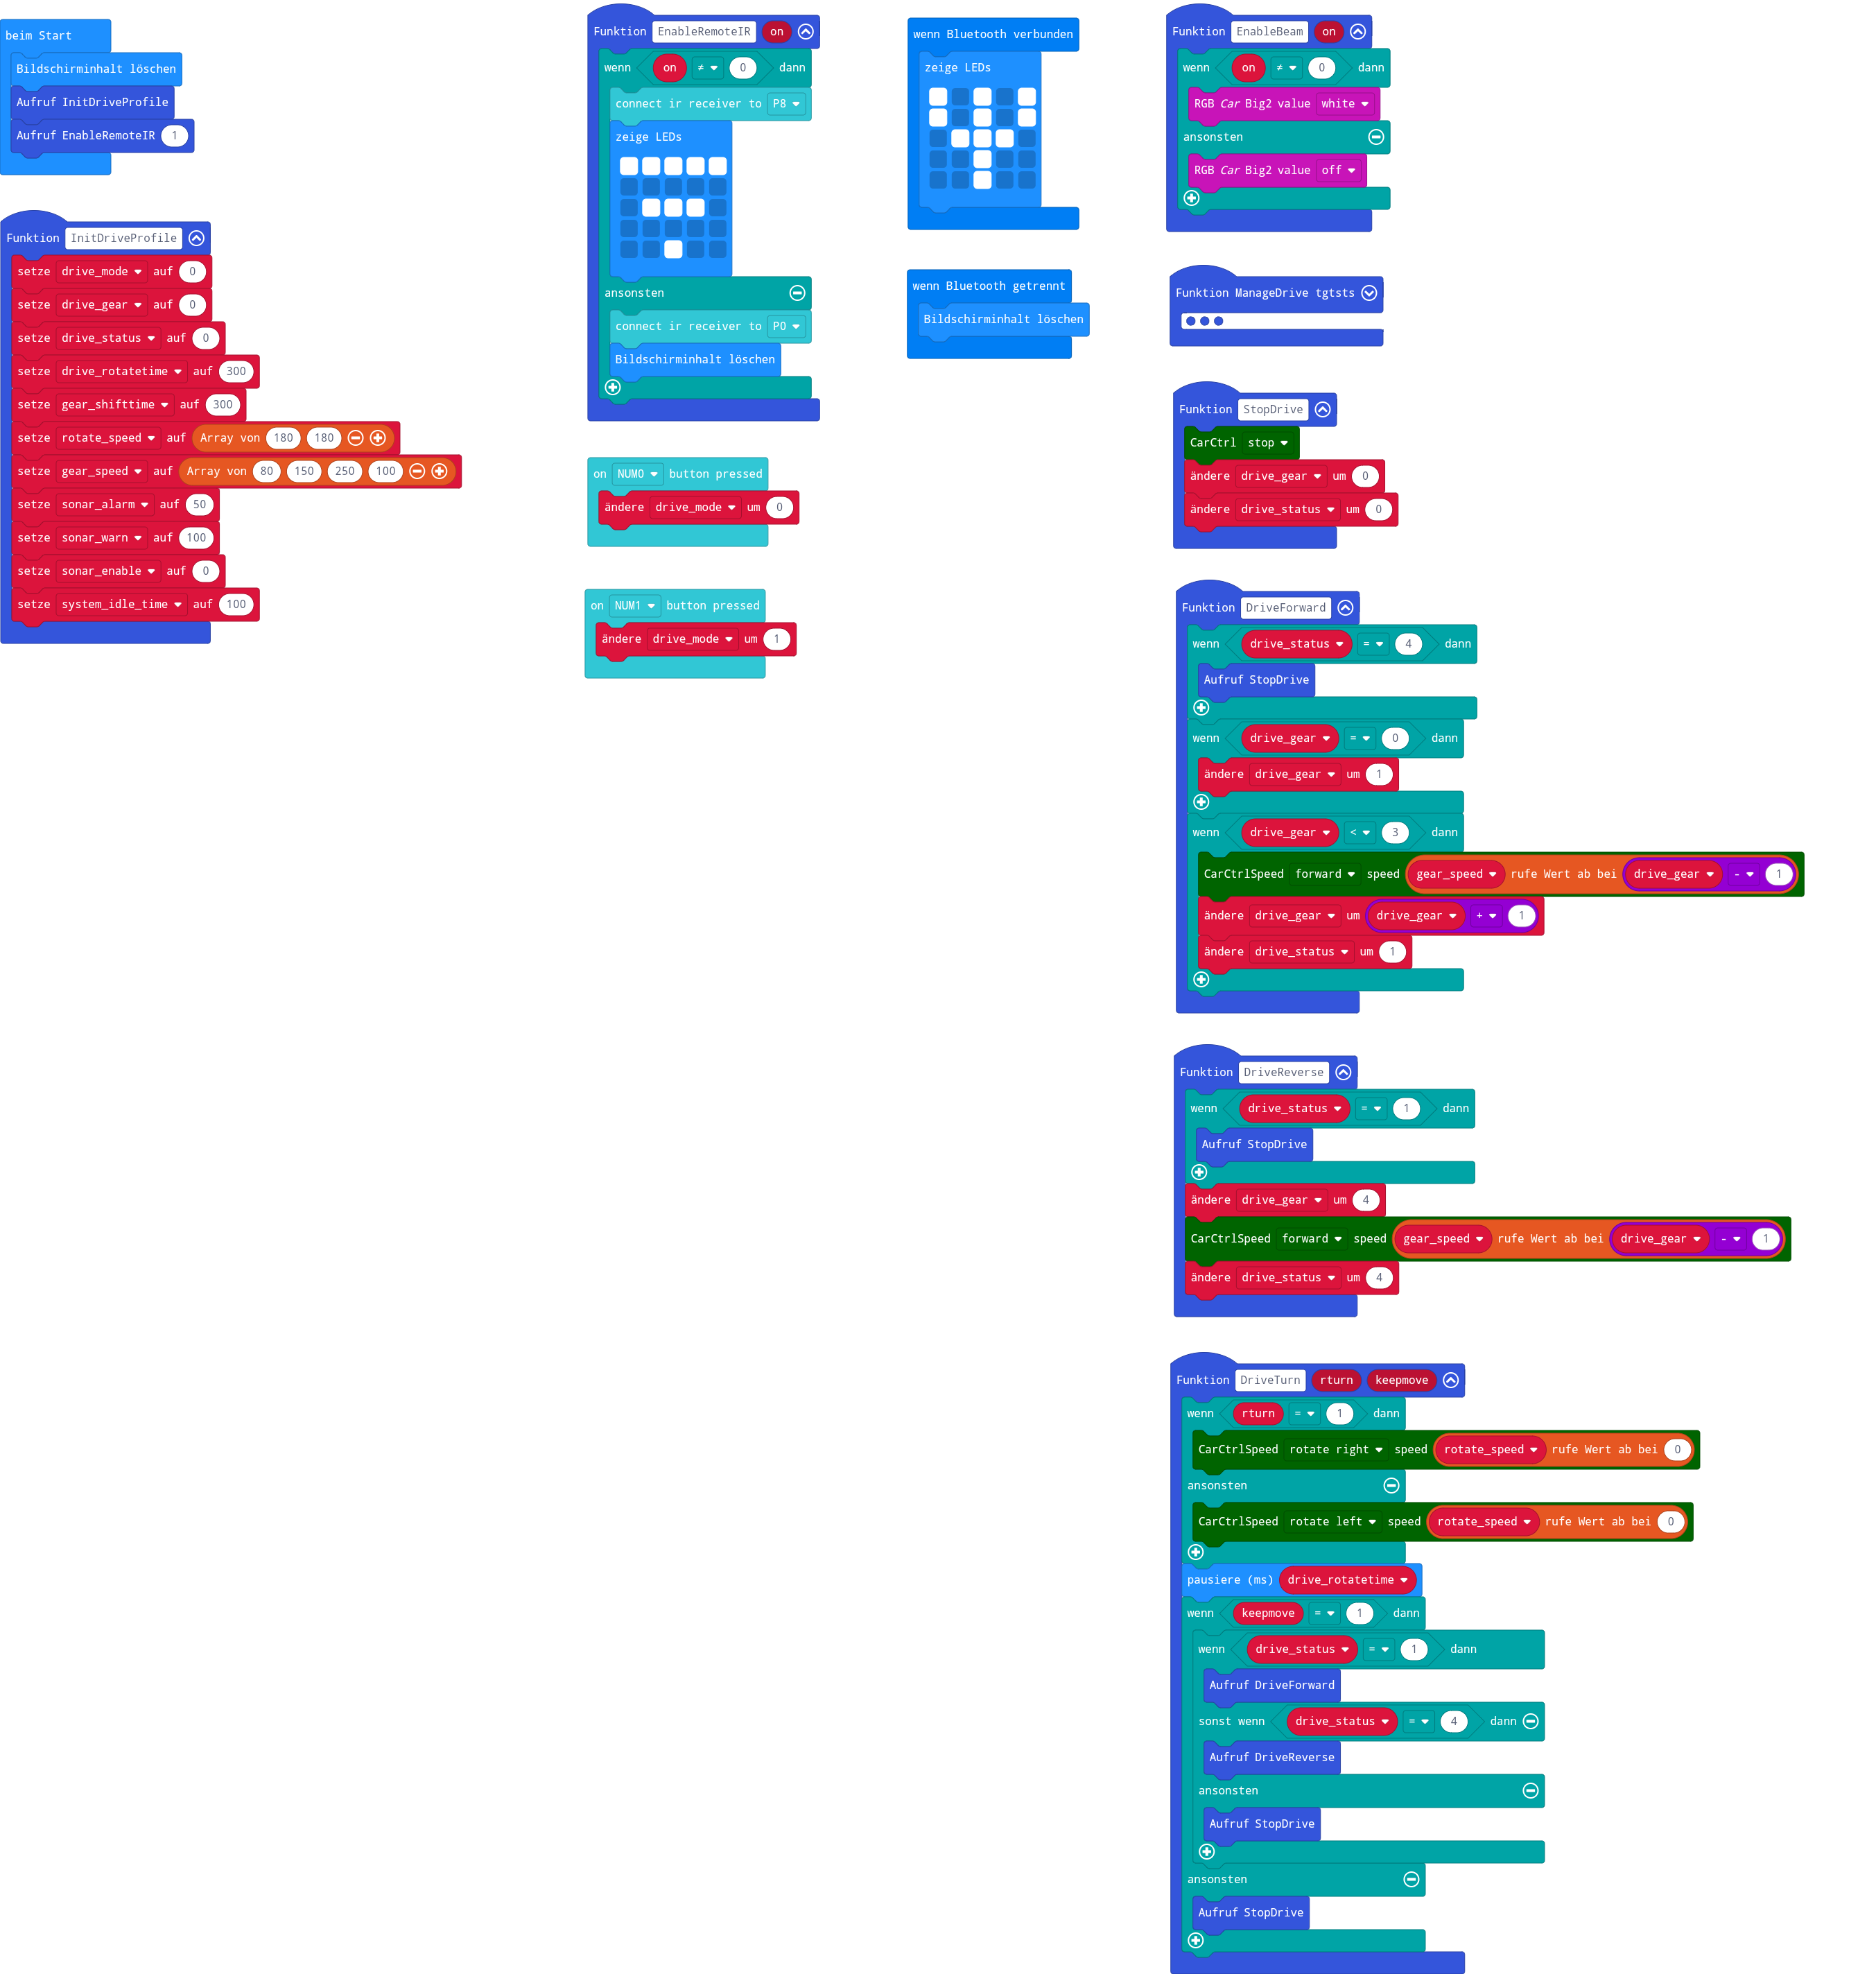 beim Start
Bildschirminhalt löschen
Aufruf InitDriveProfile
Aufruf EnableRemoteIR 1
Funktion InitDriveProfile
setze drive_mode auf 0
setze drive_gear auf 0
setze drive_status auf 0
setze drive_rotatetime auf 300
setze gear_shifttime auf 300
setze rotate_speed auf Array von 180 180
setze gear_speed auf Array von 80 150 250 100
setze sonar_alarm auf 50
setze sonar_warn auf 100
setze sonar_enable auf 0
setze system_idle_time auf 100
Funktion EnableRemoteIR on
wenn on ≠ 0 dann
connect ir receiver to P8
zeige LEDs
ansonsten
connect ir receiver to P0
Bildschirminhalt löschen
on NUM0 button pressed
ändere drive_mode um 0
on NUM1 button pressed
ändere drive_mode um 1
wenn Bluetooth verbunden
zeige LEDs
wenn Bluetooth getrennt
Bildschirminhalt löschen
Funktion EnableBeam on
wenn on ≠ 0 dann
RGB Car Big2 value white
ansonsten
RGB Car Big2 value off
Funktion ManageDrive tgtsts
Funktion StopDrive
CarCtrl stop
ändere drive_gear um 0
ändere drive_status um 0
Funktion DriveForward
wenn drive_status = 4 dann
Aufruf StopDrive
wenn drive_gear = 0 dann
ändere drive_gear um 1
wenn drive_gear < 3 dann
CarCtrlSpeed forward speed gear_speed rufe Wert ab bei drive_gear - 1
ändere drive_gear um drive_gear + 1
ändere drive_status um 1
Funktion DriveReverse
wenn drive_status = 1 dann
Aufruf StopDrive
ändere drive_gear um 4
CarCtrlSpeed forward speed gear_speed rufe Wert ab bei drive_gear - 1
ändere drive_status um 4
Funktion DriveTurn rturn keepmove
wenn rturn = 1 dann
CarCtrlSpeed rotate right speed rotate_speed rufe Wert ab bei 0
ansonsten
CarCtrlSpeed rotate left speed rotate_speed rufe Wert ab bei 0
pausiere (ms) drive_rotatetime
wenn keepmove = 1 dann
wenn drive_status = 1 dann
Aufruf DriveForward
sonst wenn drive_status = 4 dann
Aufruf DriveReverse
ansonsten
Aufruf StopDrive
ansonsten
Aufruf StopDrive